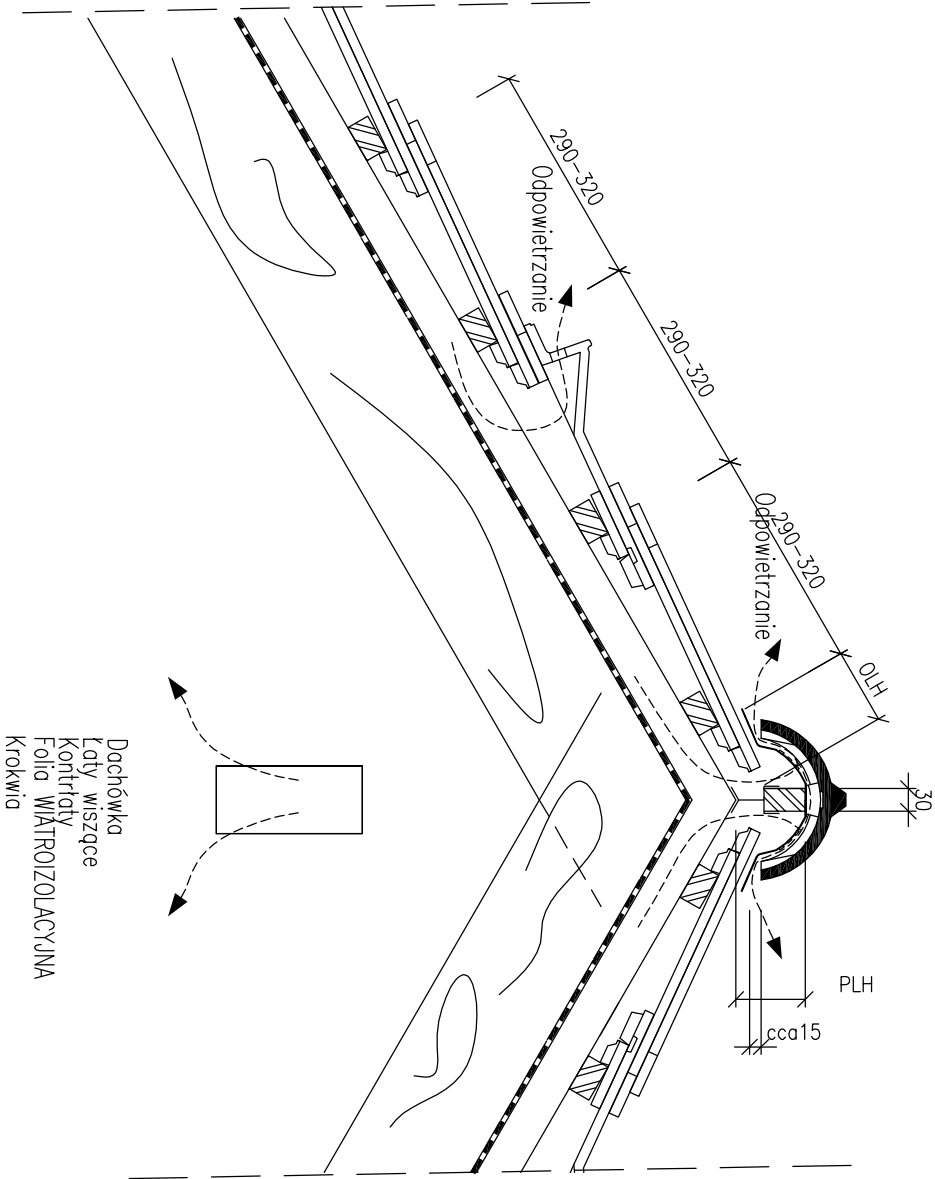 290-320
Odpowietrzanie
290-320
290-320
Odpowietrzanie
OLH
30
PLH
cca15
Dachówka
Łaty wiszące
Kontrłaty
Folia WIATROIZOLACYJNA
Krokwia